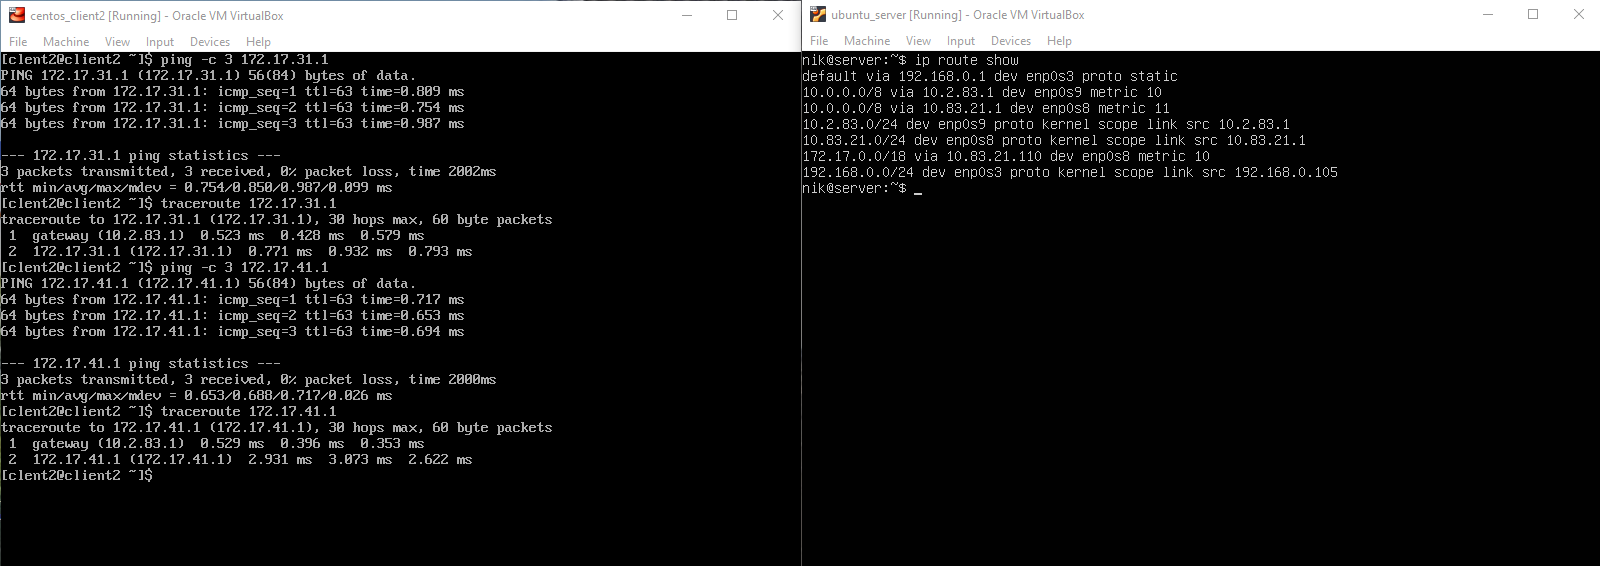 centos_client2 [Running] - Oracle VM VirtualBox
File Machine View Input Devices Help
[clent2@client2 ~]$ ping -c 3 172.17.31.1
PING 172.17.31.1 (172.17.31.1) 56(84) bytes of data.
64 bytes from 172.17.31.1: icmp_seq=1 ttl=63 time=0.809 ms
64 bytes from 172.17.31.1: icmp_seq=2 ttl=63 time=0.754 ms
64 bytes from 172.17.31.1: icmp_seq=3 ttl=63 time=0.987 ms
--- 172.17.31.1 ping statistics ---
3 packets transmitted, 3 received, 0% packet loss, time 2002ms
rtt min/avg/max/mdev = 0.754/0.850/0.987/0.099 ms
[clent2@client2 ~]$ traceroute 172.17.31.1
traceroute to 172.17.31.1 (172.17.31.1), 30 hops max, 60 byte packets
1 gateway (10.2.83.1) 0.523 ms 0.428 ms 0.579 ms
2 172.17.31.1 (172.17.31.1) 0.771 ms 0.932 ms 0.793 ms
[clent2@client2 ~]$ ping -c 3 172.17.41.1
PING 172.17.41.1 (172.17.41.1) 56(84) bytes of data.
64 bytes from 172.17.41.1: icmp_seq=1 ttl=63 time=0.717 ms
64 bytes from 172.17.41.1: icmp_seq=2 ttl=63 time=0.653 ms
64 bytes from 172.17.41.1: icmp_seq=3 ttl=63 time=0.694 ms
--- 172.17.41.1 ping statistics ---
3 packets transmitted, 3 received, 0% packet loss, time 2000ms
rtt min/avg/max/mdev = 0.653/0.688/0.717/0.026 ms
[clent2@client2 ~]$ traceroute 172.17.41.1
traceroute to 172.17.41.1 (172.17.41.1), 30 hops max, 60 byte packets
1 gateway (10.2.83.1) 0.529 ms 0.396 ms 0.353 ms
2 172.17.41.1 (172.17.41.1) 2.931 ms 3.073 ms 2.622 ms
[clent2@client2 ~]$
ubuntu_server [Running] - Oracle VM VirtualBox
File Machine View Input Devices Help
nik@server:~$ ip route show
default via 192.168.0.1 dev enp0s3 proto static
10.0.0.0/8 via 10.2.83.1 dev enp0s9 metric 10
10.0.0.0/8 via 10.83.21.1 dev enp0s8 metric 11
10.2.83.0/24 dev enp0s9 proto kernel scope link src 10.2.83.1
10.83.21.0/24 dev enp0s8 proto kernel scope link src 10.83.21.1
172.17.0.0/18 via 10.83.21.110 dev enp0s8 metric 10
192.168.0.0/24 dev enp0s3 proto kernel scope link src 192.168.0.105
nik@server:~$ _